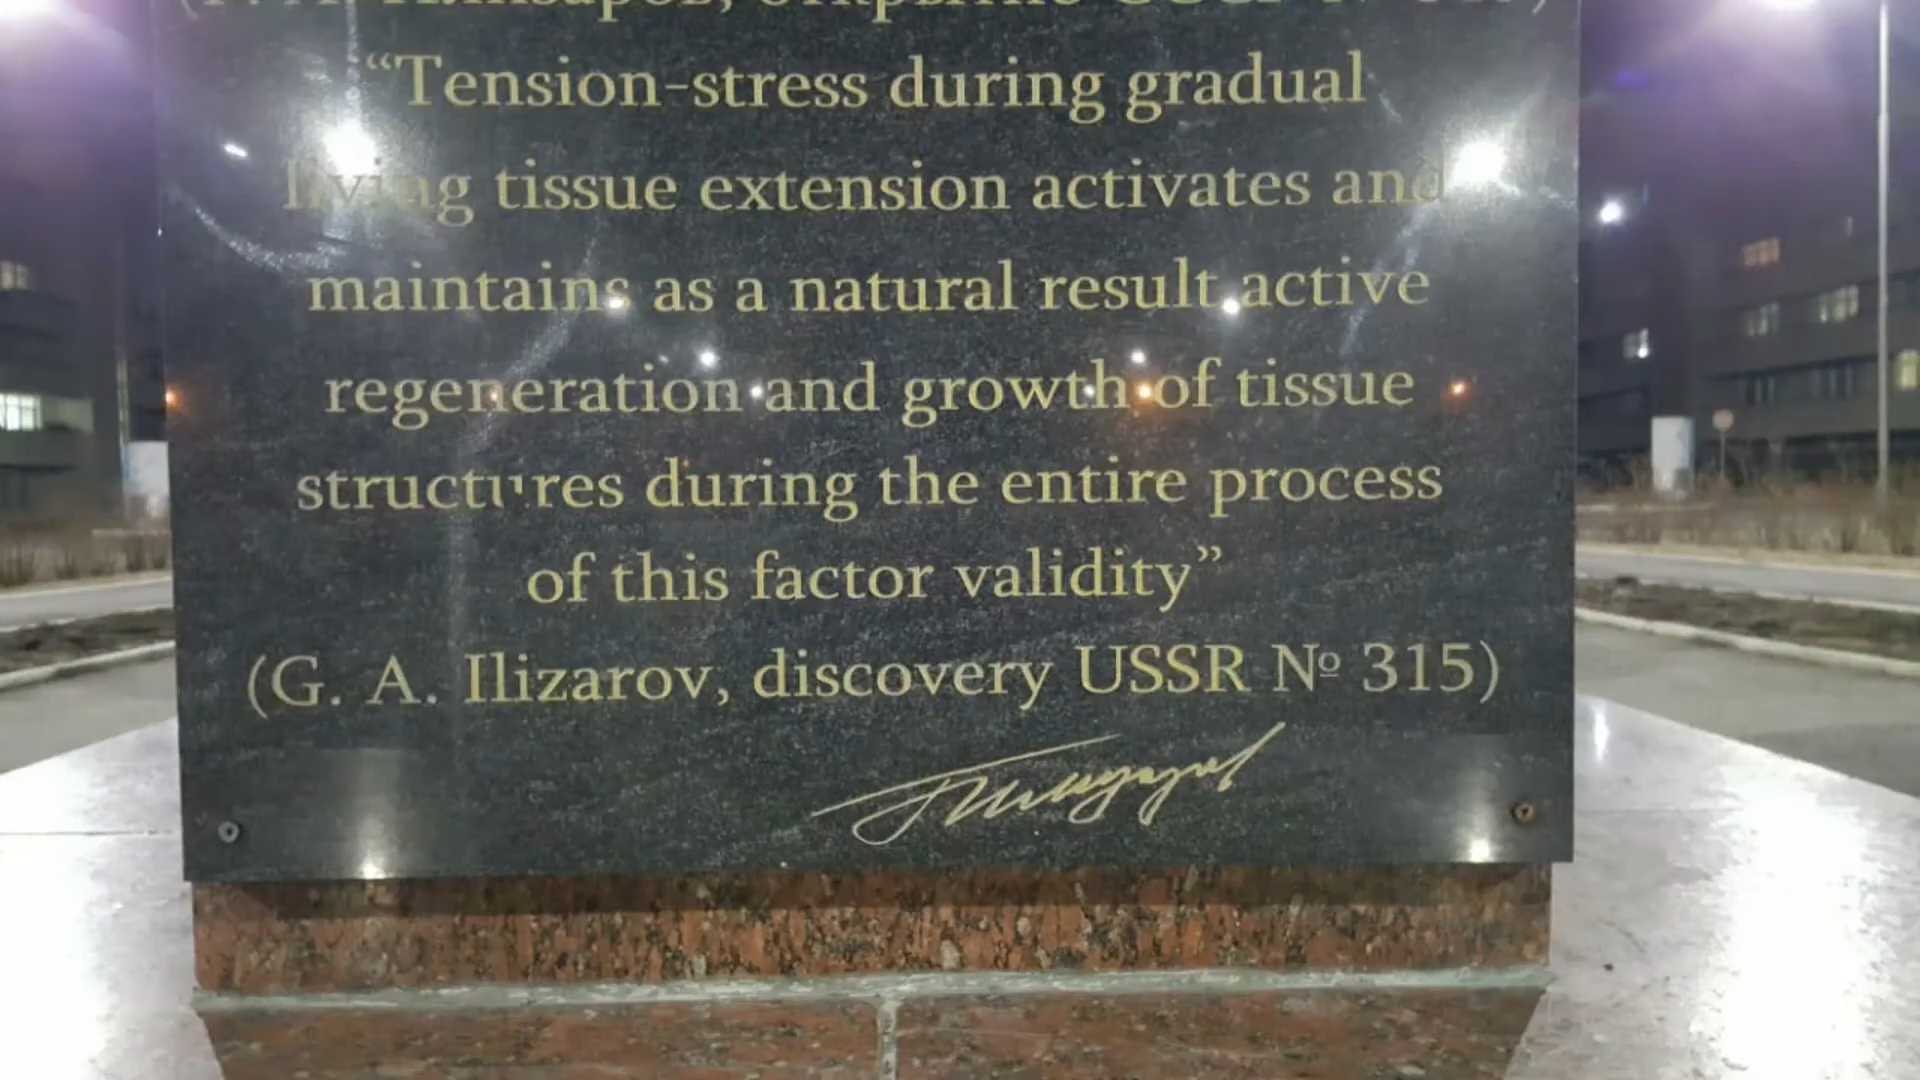 “Tension-stress during gradual
living tissue extension activates and
maintains as a natural result active
regeneration and growth of tissue
structures during the entire process
of this factor validity”
(G. A. Ilizarov, discovery USSR № 315)